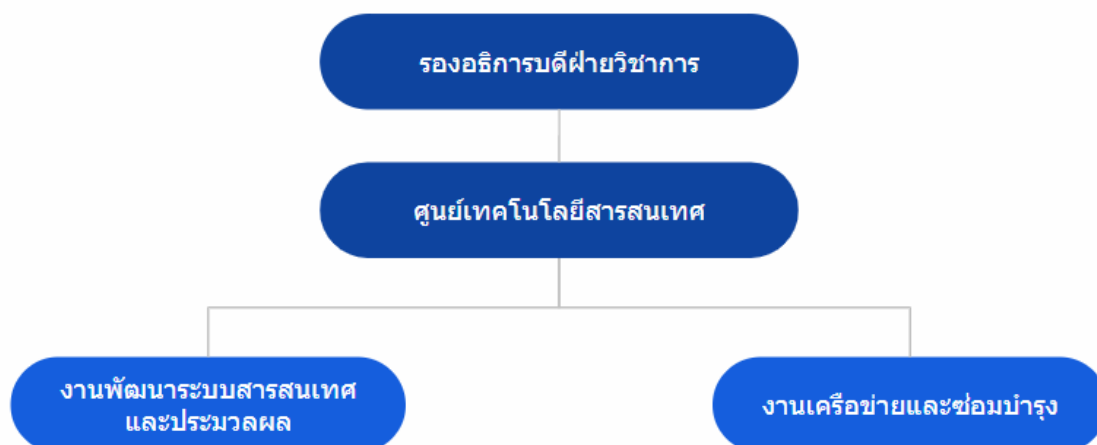 รองอธิการบดีฝ่ายวิชาการ
ศูนย์เทคโนโลยีสารสนเทศ
งานพัฒนาระบบสารสนเทศ
และประมวลผล
งานเครือข่ายและซ่อมบำรุง